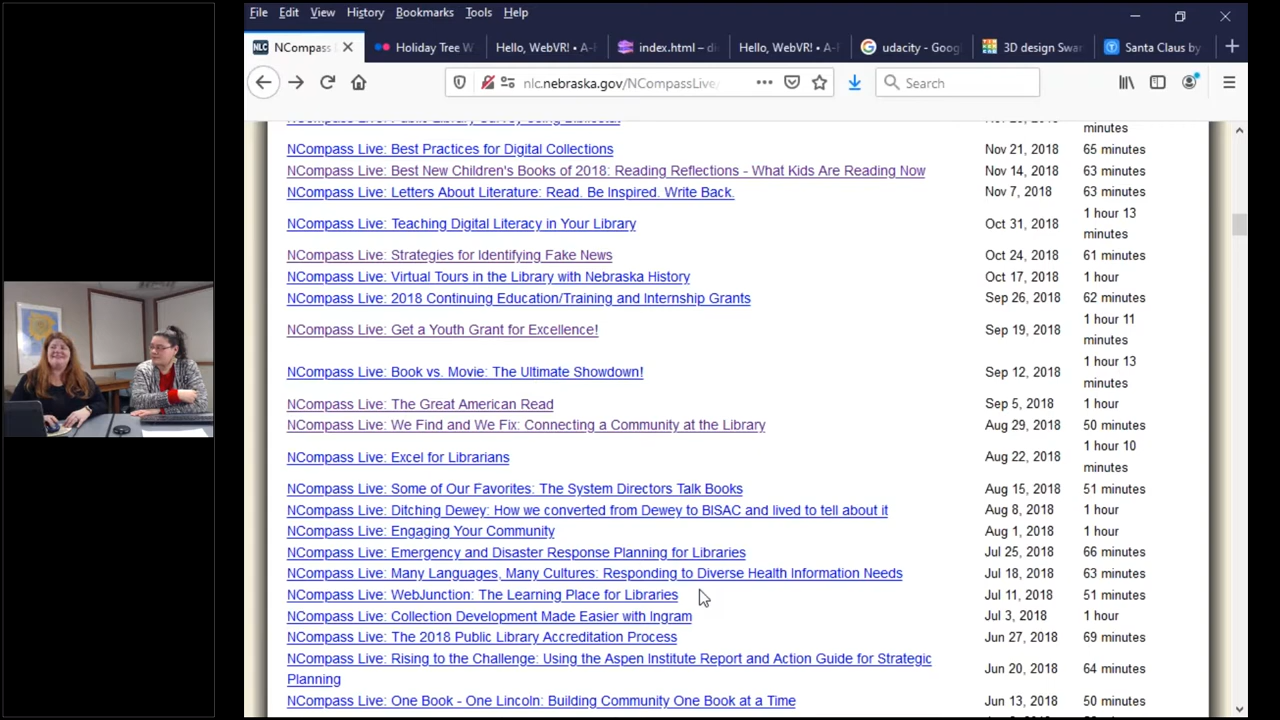 File Edit View History Bookmarks Tools Help
NLC NCompass Holiday Tree W Hello, WebVR! • A-F index.html – di Hello, WebVR! • A-F udacity - Goog 3D design Swar Santa Claus by
nlc.nebraska.gov/NCompassLive/ Search
minutes
NCompass Live: Best Practices for Digital Collections Nov 21, 2018 65 minutes
NCompass Live: Best New Children's Books of 2018: Reading Reflections - What Kids Are Reading Now Nov 14, 2018 63 minutes
NCompass Live: Letters About Literature: Read. Be Inspired. Write Back. Nov 7, 2018 63 minutes
NCompass Live: Teaching Digital Literacy in Your Library Oct 31, 2018 1 hour 13
minutes
NCompass Live: Strategies for Identifying Fake News Oct 24, 2018 61 minutes
NCompass Live: Virtual Tours in the Library with Nebraska History Oct 17, 2018 1 hour
NCompass Live: 2018 Continuing Education/Training and Internship Grants Sep 26, 2018 62 minutes
NCompass Live: Get a Youth Grant for Excellence! Sep 19, 2018 1 hour 11
minutes
NCompass Live: Book vs. Movie: The Ultimate Showdown! Sep 12, 2018 1 hour 13
minutes
NCompass Live: The Great American Read Sep 5, 2018 1 hour
NCompass Live: We Find and We Fix: Connecting a Community at the Library Aug 29, 2018 50 minutes
NCompass Live: Excel for Librarians Aug 22, 2018 1 hour 10
minutes
NCompass Live: Some of Our Favorites: The System Directors Talk Books Aug 15, 2018 51 minutes
NCompass Live: Ditching Dewey: How we converted from Dewey to BISAC and lived to tell about it Aug 8, 2018 1 hour
NCompass Live: Engaging Your Community Aug 1, 2018 1 hour
NCompass Live: Emergency and Disaster Response Planning for Libraries Jul 25, 2018 66 minutes
NCompass Live: Many Languages, Many Cultures: Responding to Diverse Health Information Needs Jul 18, 2018 63 minutes
NCompass Live: WebJunction: The Learning Place for Libraries Jul 11, 2018 51 minutes
NCompass Live: Collection Development Made Easier with Ingram Jul 3, 2018 1 hour
NCompass Live: The 2018 Public Library Accreditation Process Jun 27, 2018 69 minutes
NCompass Live: Rising to the Challenge: Using the Aspen Institute Report and Action Guide for Strategic
Planning Jun 20, 2018 64 minutes
NCompass Live: One Book - One Lincoln: Building Community One Book at a Time Jun 13, 2018 50 minutes